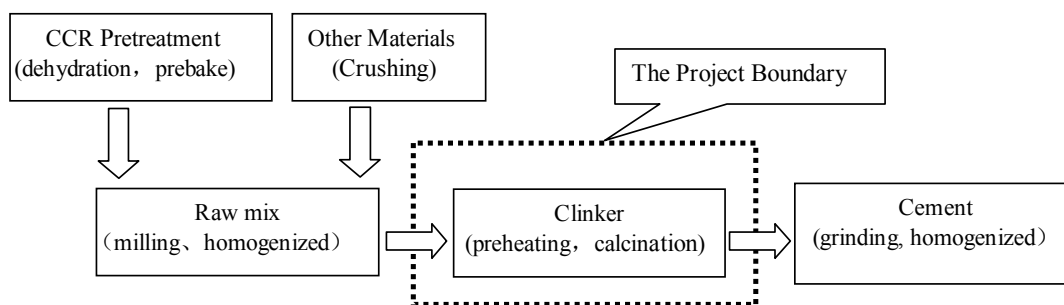 CCR Pretreatment
(dehydration，prebake)
Other Materials
(Crushing)
The Project Boundary
Raw mix
（milling、homogenized）
Clinker
(preheating，calcination)
Cement
(grinding, homogenized）